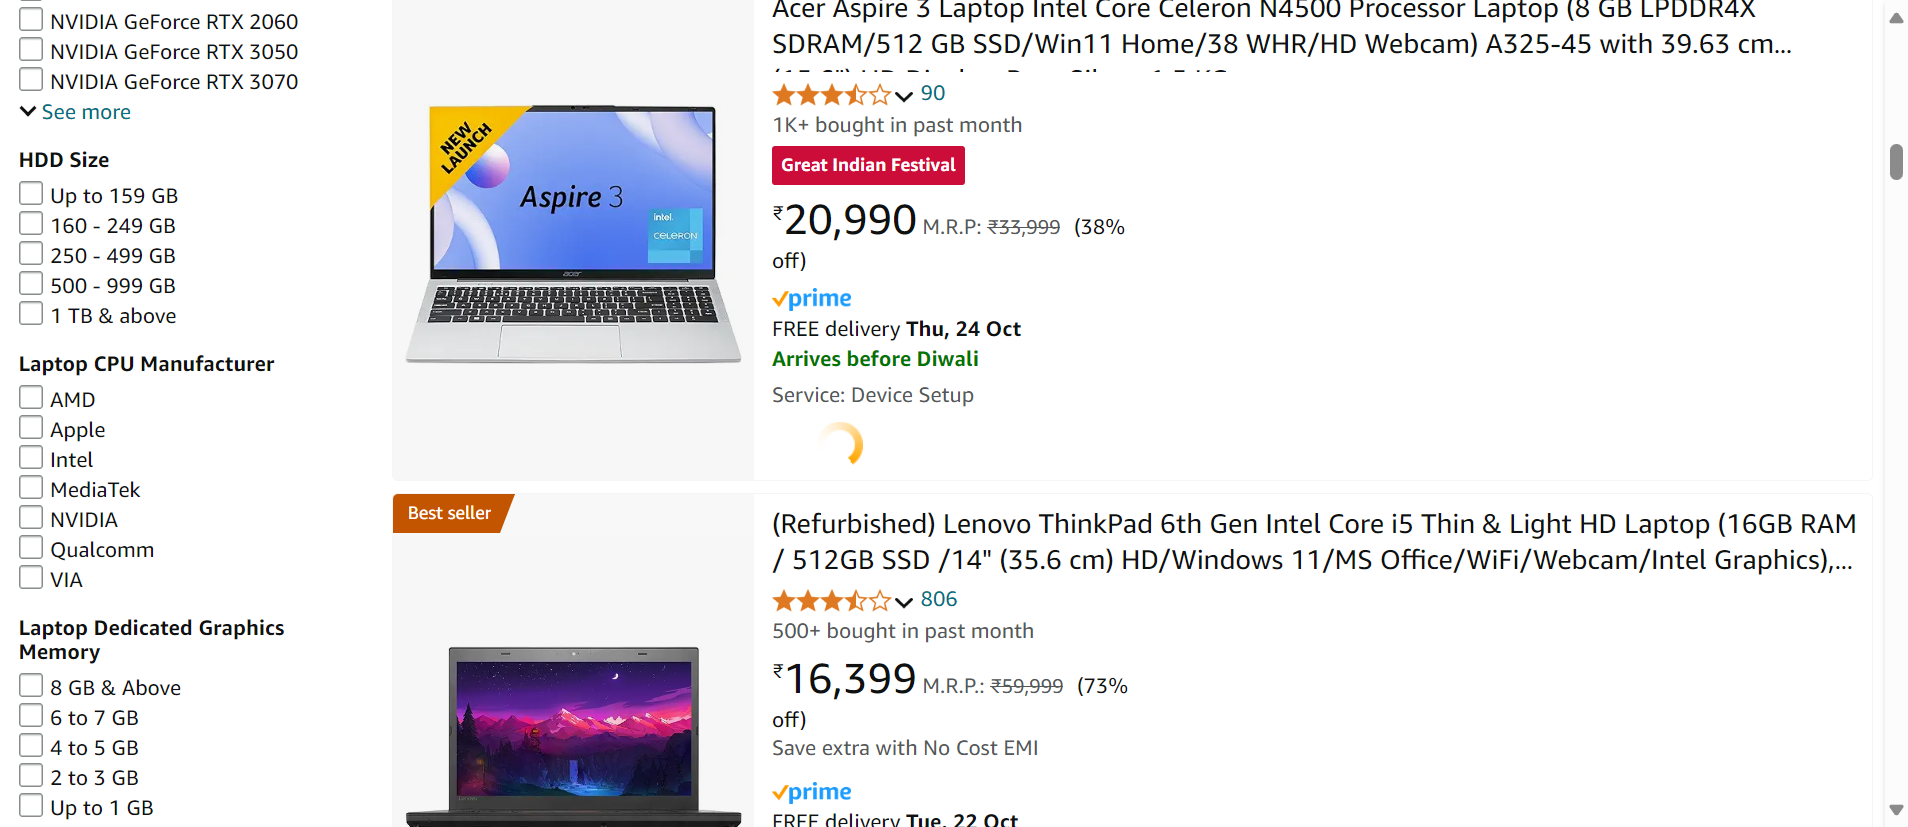 NVIDIA GeForce RTX 2060
NVIDIA GeForce RTX 3050
NVIDIA GeForce RTX 3070
See more
HDD Size
Up to 159 GB
160 - 249 GB
250 - 499 GB
500 - 999 GB
1 TB & above
Laptop CPU Manufacturer
AMD
Apple
Intel
MediaTek
NVIDIA
Qualcomm
VIA
Laptop Dedicated Graphics
Memory
8 GB & Above
6 to 7 GB
4 to 5 GB
2 to 3 GB
Up to 1 GB
NEW
LAUNCH
Aspire 3
intel.
CELERON
acer
Acer Aspire 3 Laptop Intel Core Celeron N4500 Processor Laptop (8 GB LPDDR4X
SDRAM/512 GB SSD/Win11 Home/38 WHR/HD Webcam) A325-45 with 39.63 cm...
90
1K+ bought in past month
Great Indian Festival
₹20,990 M.R.P: ₹33,999 (38%
off)
prime
FREE delivery Thu, 24 Oct
Arrives before Diwali
Service: Device Setup
Best seller
(Refurbished) Lenovo ThinkPad 6th Gen Intel Core i5 Thin & Light HD Laptop (16GB RAM
/ 512GB SSD /14" (35.6 cm) HD/Windows 11/MS Office/WiFi/Webcam/Intel Graphics),...
806
500+ bought in past month
₹16,399 M.R.P.: ₹59,999 (73%
off)
Save extra with No Cost EMI
prime
FREE delivery Tue, 22 Oct